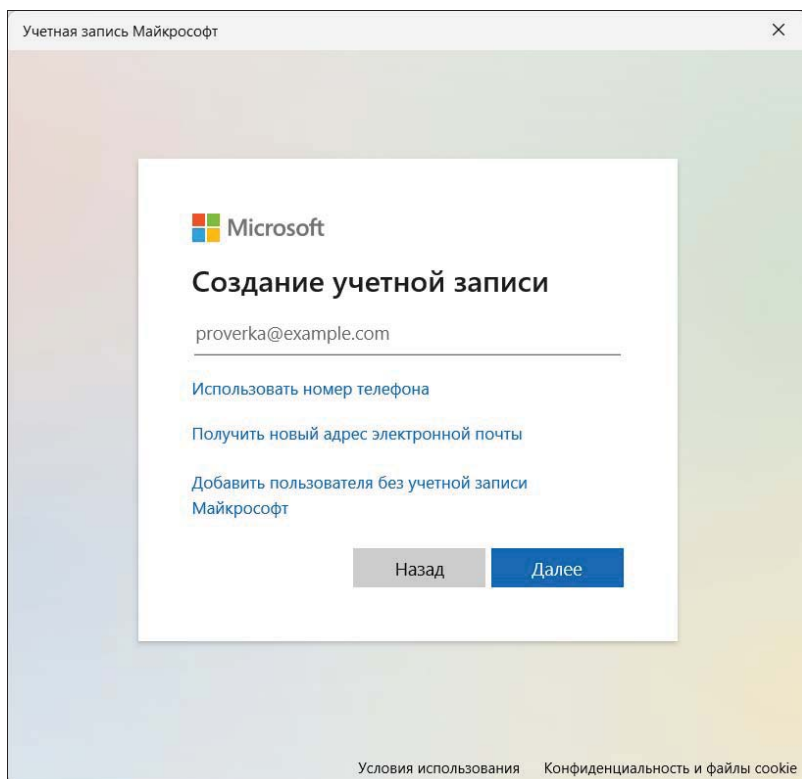 Учетная запись Майкрософт
Microsoft
Создание учетной записи
proverka@example.com
Использовать номер телефона
Получить новый адрес электронной почты
Добавить пользователя без учетной записи
Майкрософт
Назад Далее
Условия использования Конфиденциальность и файлы cookie